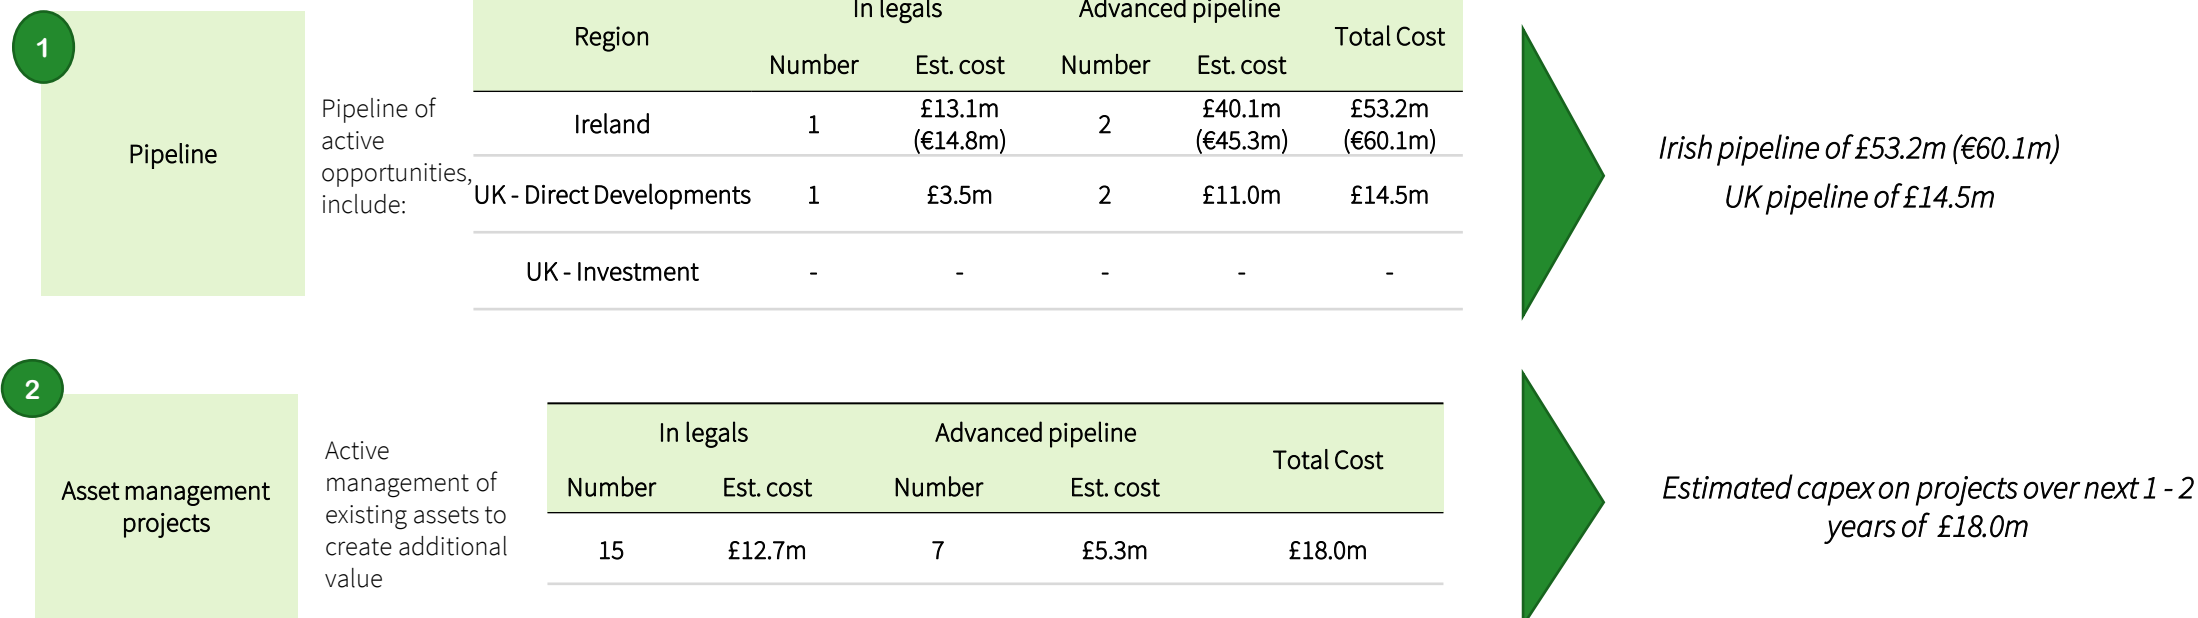 1
Pipeline
Pipeline of
active
opportunities,
include:
In legals Advanced pipeline
Region Total Cost
Number Est. cost Number Est. cost
Ireland 1 £13.1m (€14.8m) 2 £40.1m (€45.3m) £53.2m (€60.1m)
UK - Direct Developments 1 £3.5m 2 £11.0m £14.5m
UK - Investment - - - - -
Irish pipeline of £53.2m (€60.1m)
UK pipeline of £14.5m
2
Asset management
projects
Active
management of
existing assets to
create additional
value
In legals Advanced pipeline
Total Cost
Number Est. cost Number Est. cost
15 £12.7m 7 £5.3m £18.0m
Estimated capex on projects over next 1 - 2
years of £18.0m